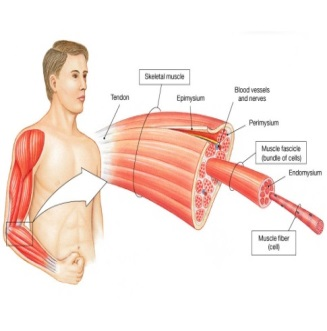 Skeletal muscle
Tendon
Epimysium
Blood vessels
and nerves
Perimysium
Muscle fascicle
(bundle of cells)
Endomysium
Muscle fiber
(cell)